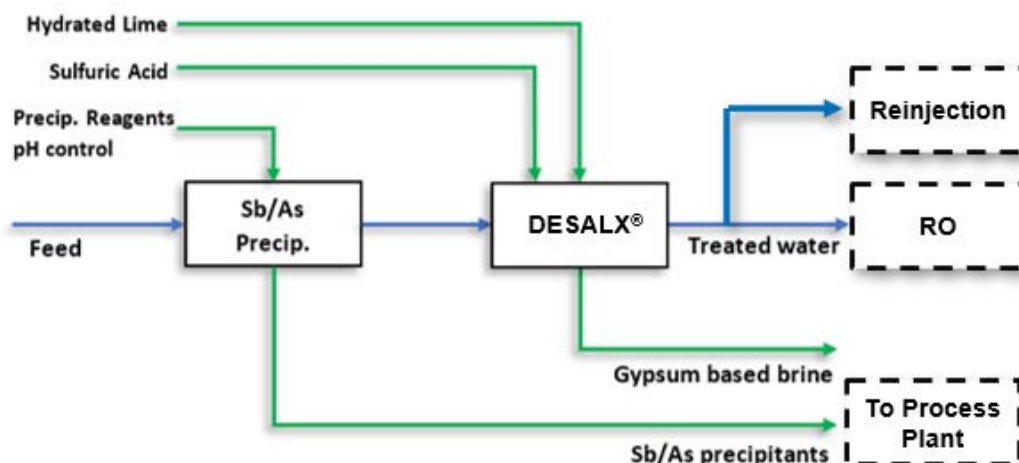 Hydrated Lime
Sulfuric Acid
Precip. Reagents
pH control
Reinjection
Sb/As
Precip.
DESALX®
RO
Feed
Treated water
Gypsum based brine
To Process
Plant
Sb/As precipitants